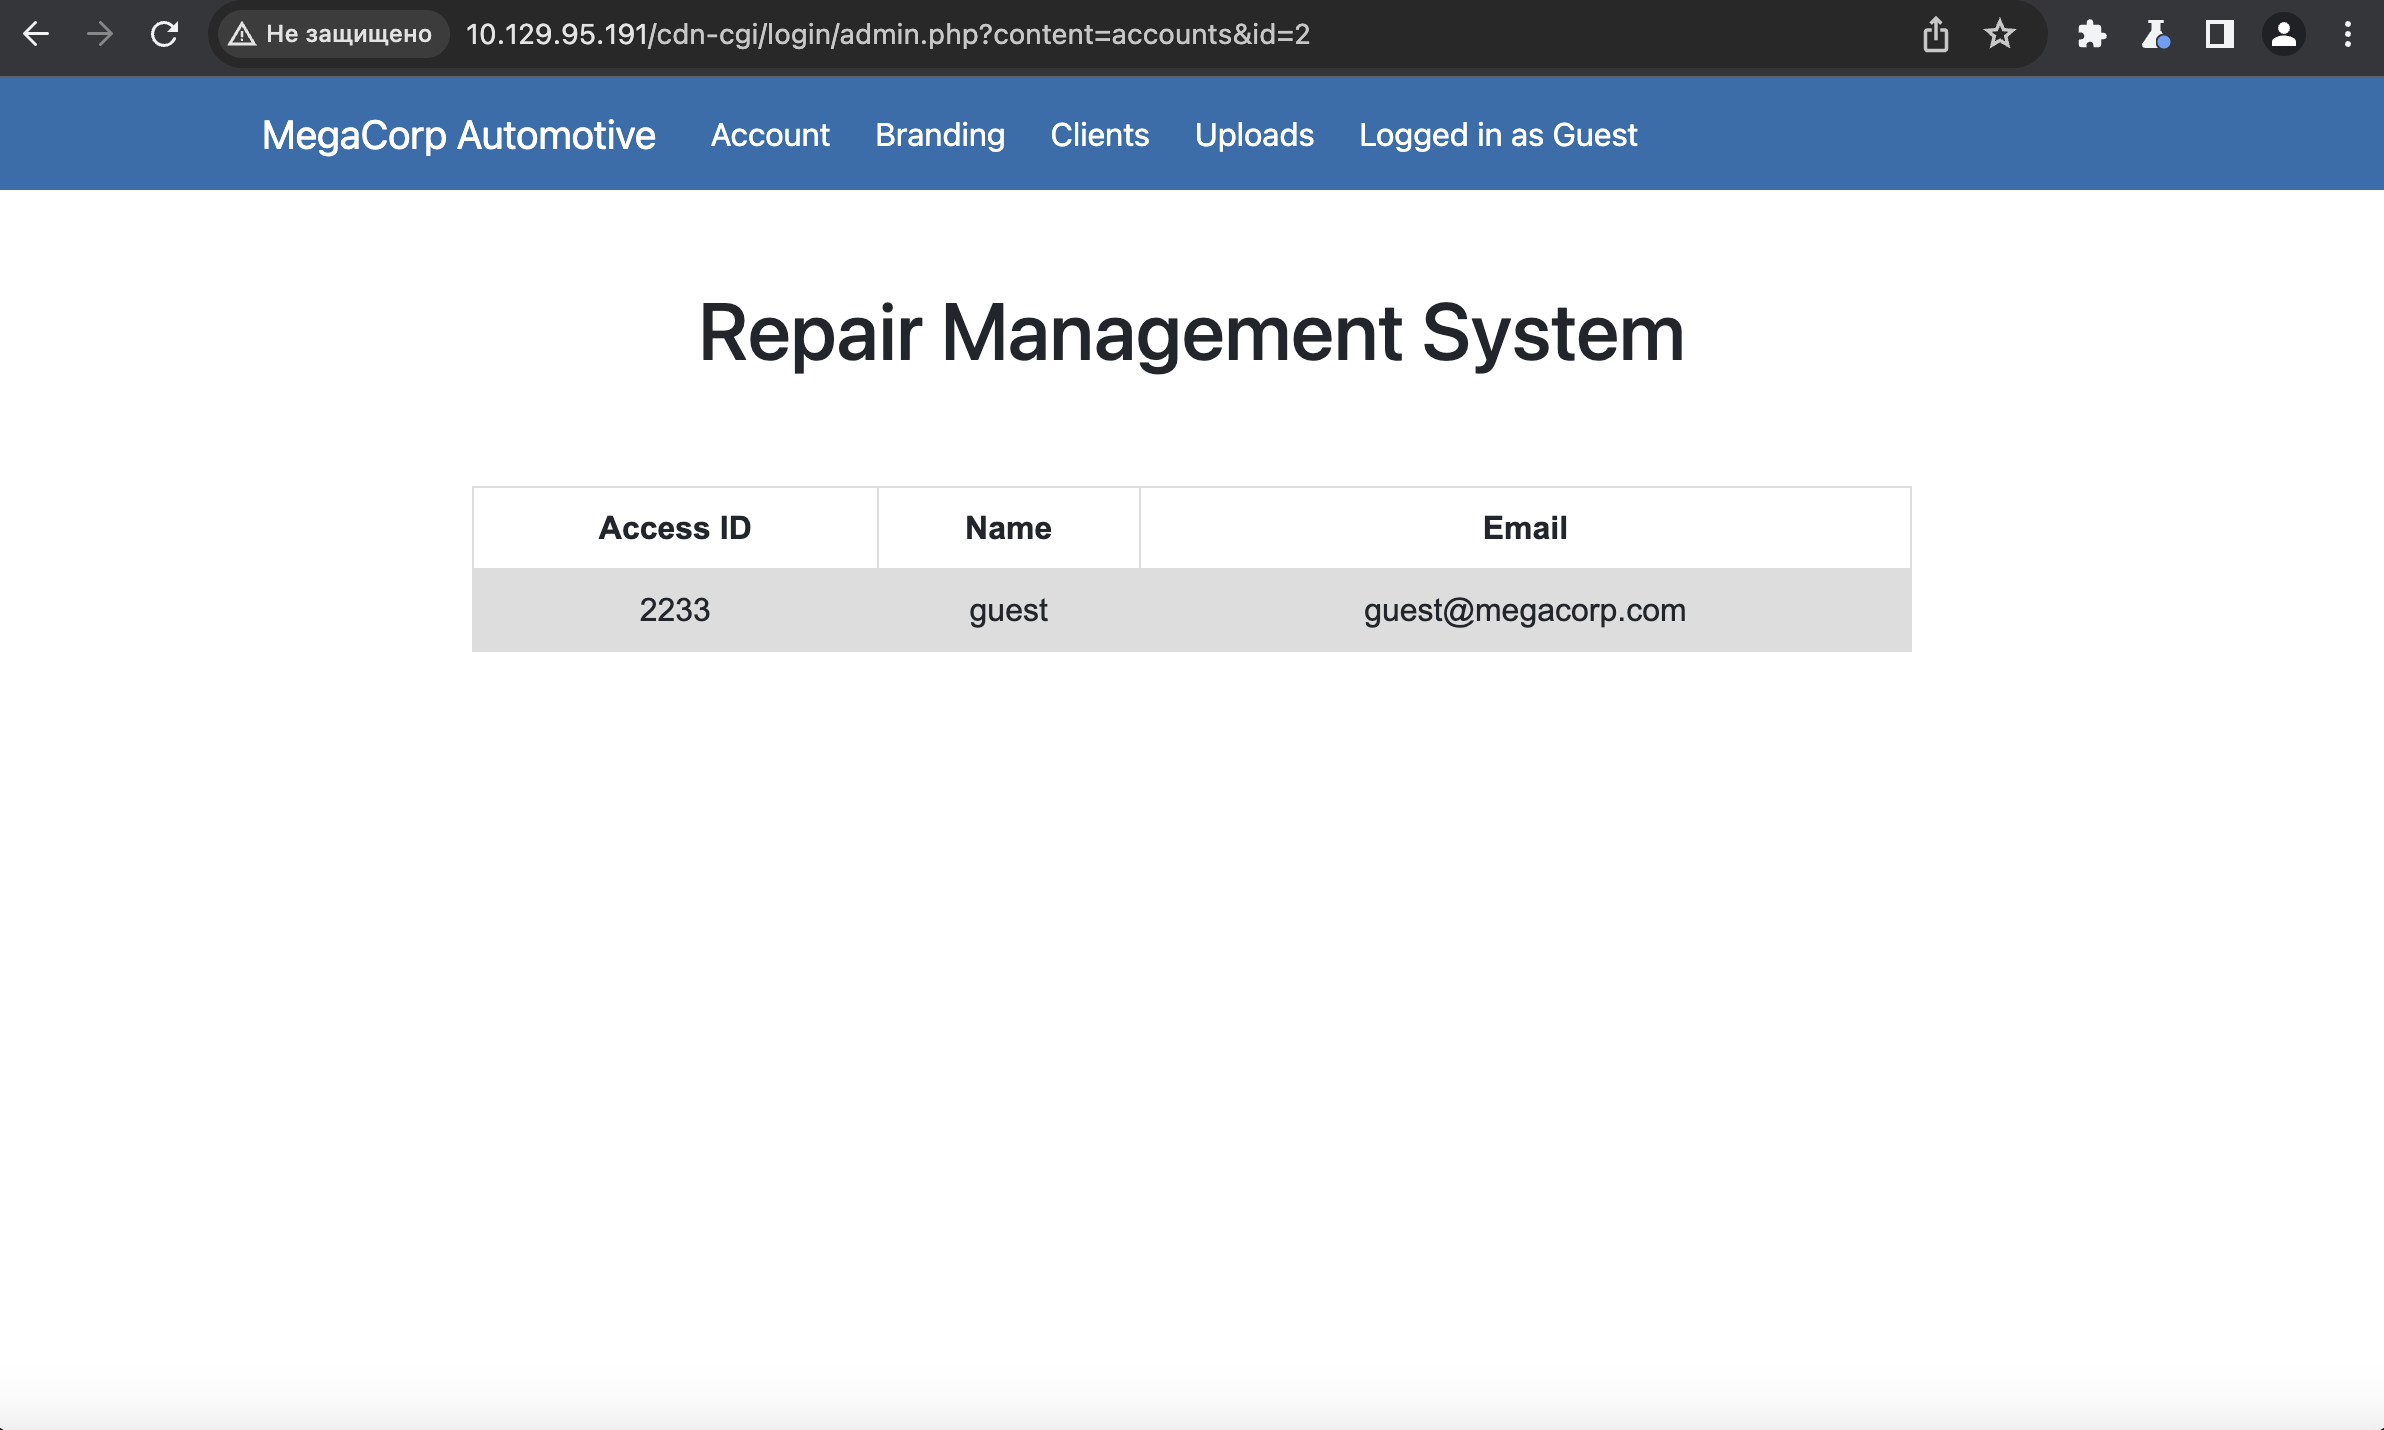 Не защищено 10.129.95.191/cdn-cgi/login/admin.php?content=accounts&id=2
MegaCorp Automotive Account Branding Clients Uploads Logged in as Guest
Repair Management System
Access ID Name Email
2233 guest guest@megacorp.com